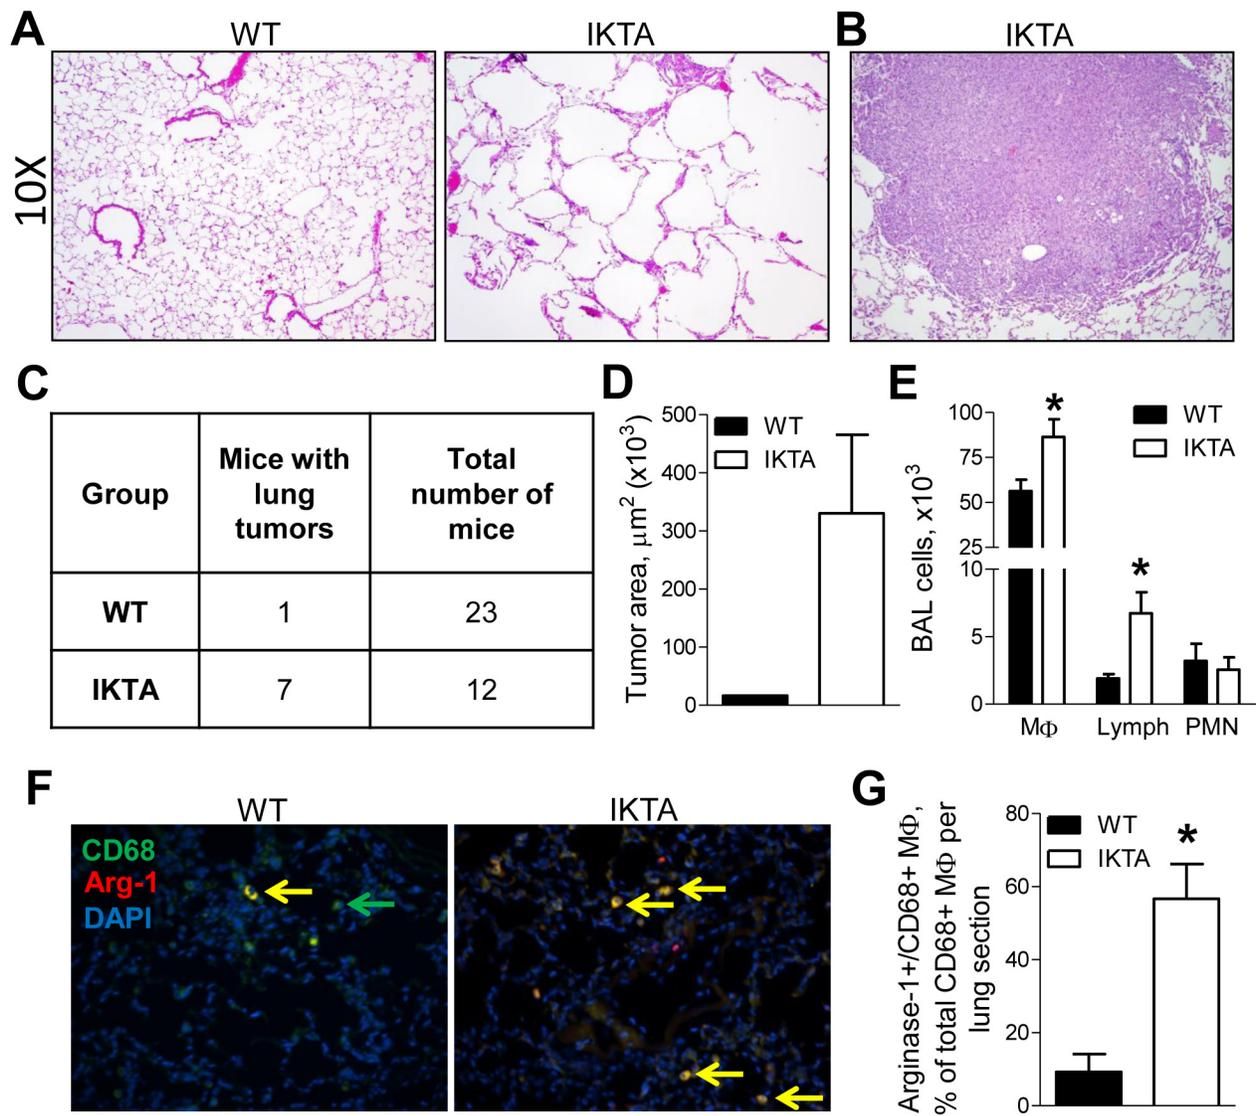 A
WT
IKTA
B
IKTA
10X
C
Group
Mice with
lung
tumors
Total
number of
mice
WT
1
23
IKTA
7
12
D
Tumor area, μm² (x10³)
500
400
300
200
100
0
WT
IKTA
E
BAL cells, x10³
100
75
50
25
10
5
0
*
*
WT
IKTA
MΦ
Lymph
PMN
F
WT
IKTA
CD68
Arg-1
DAPI
G
Arginase-1+/CD68+ MΦ,
% of total CD68+ MΦ per
lung section
80
60
40
20
0
WT
IKTA
*